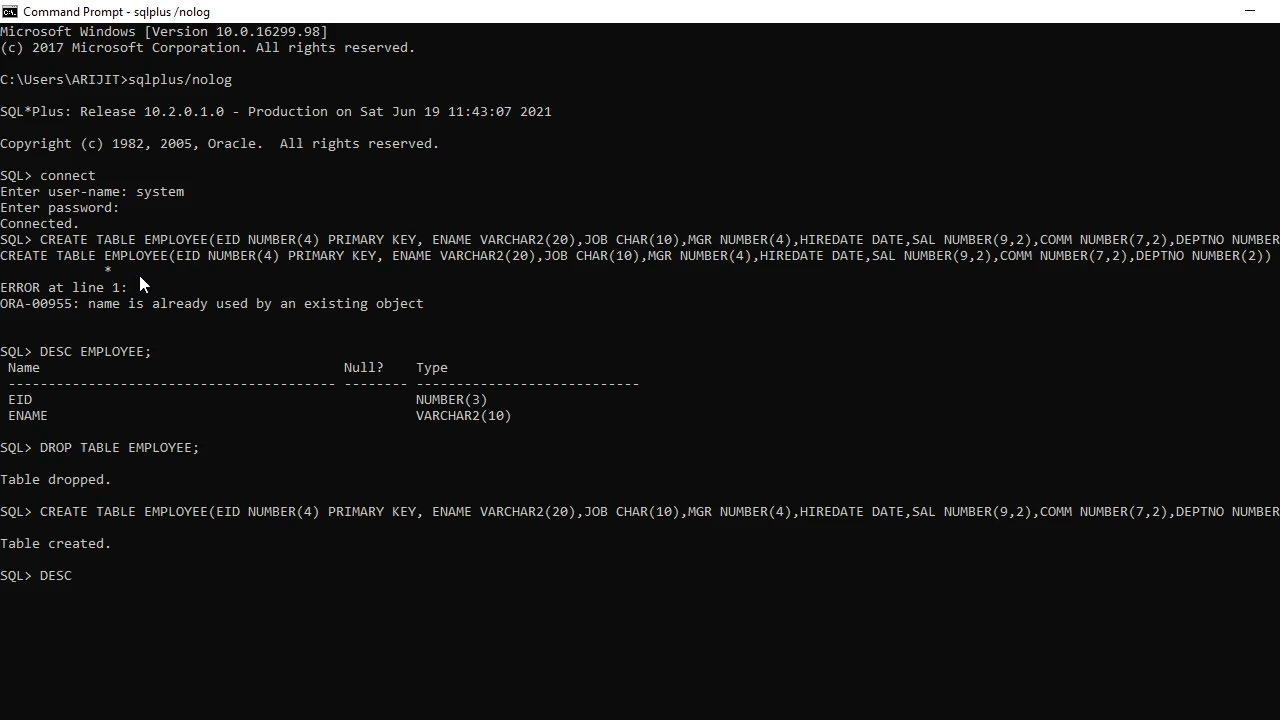 Command Prompt - sqlplus /nolog
Microsoft Windows [Version 10.0.16299.98]
(c) 2017 Microsoft Corporation. All rights reserved.
C:\Users\ARIJIT>sqlplus/nolog
SQL*Plus: Release 10.2.0.1.0 - Production on Sat Jun 19 11:43:07 2021
Copyright (c) 1982, 2005, Oracle.  All rights reserved.
SQL> connect
Enter user-name: system
Enter password:
Connected.
SQL> CREATE TABLE EMPLOYEE(EID NUMBER(4) PRIMARY KEY, ENAME VARCHAR2(20),JOB CHAR(10),MGR NUMBER(4),HIREDATE DATE,SAL NUMBER(9,2),COMM NUMBER(7,2),DEPTNO NUMBER
CREATE TABLE EMPLOYEE(EID NUMBER(4) PRIMARY KEY, ENAME VARCHAR2(20),JOB CHAR(10),MGR NUMBER(4),HIREDATE DATE,SAL NUMBER(9,2),COMM NUMBER(7,2),DEPTNO NUMBER(2))
*
ERROR at line 1:
ORA-00955: name is already used by an existing object
SQL> DESC EMPLOYEE;
Name                                      Null?    Type
----------------------------------------- -------- ----------------------------
EID                                                NUMBER(3)
ENAME                                              VARCHAR2(10)
SQL> DROP TABLE EMPLOYEE;
Table dropped.
SQL> CREATE TABLE EMPLOYEE(EID NUMBER(4) PRIMARY KEY, ENAME VARCHAR2(20),JOB CHAR(10),MGR NUMBER(4),HIREDATE DATE,SAL NUMBER(9,2),COMM NUMBER(7,2),DEPTNO NUMBER
Table created.
SQL> DESC